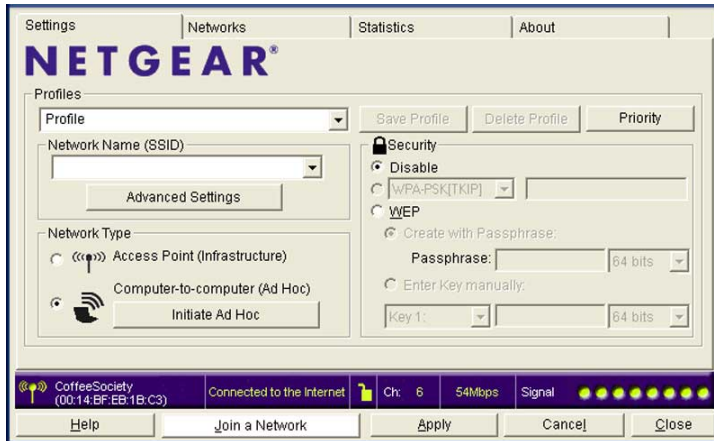 Settings Networks Statistics About
NETGEAR®
Profiles
Profile Save Profile Delete Profile Priority
Network Name (SSID)
Advanced Settings
Security
Disable
WPA-PSK[TKIP]
WEP
Create with Passphrase:
Passphrase: 64 bits
Enter Key manually:
Key 1: 64 bits
Network Type
Access Point (Infrastructure)
Computer-to-computer (Ad Hoc)
Initiate Ad Hoc
CoffeeSociety
(00:14:BF:EB:1B:C3)
Connected to the Internet Ch: 6 54Mbps Signal
Help Join a Network Apply Cancel Close